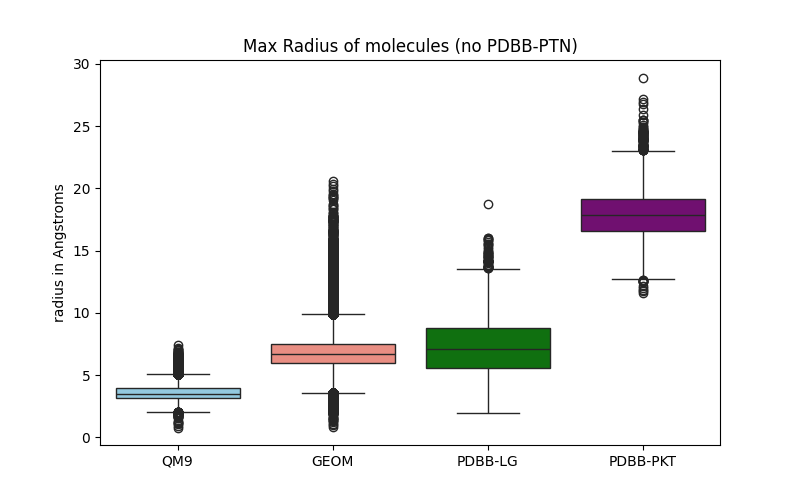 Max Radius of molecules (no PDBB-PTN)
radius in Angstroms
30
25
20
15
10
5
0
QM9
GEOM
PDBB-LG
PDBB-PKT